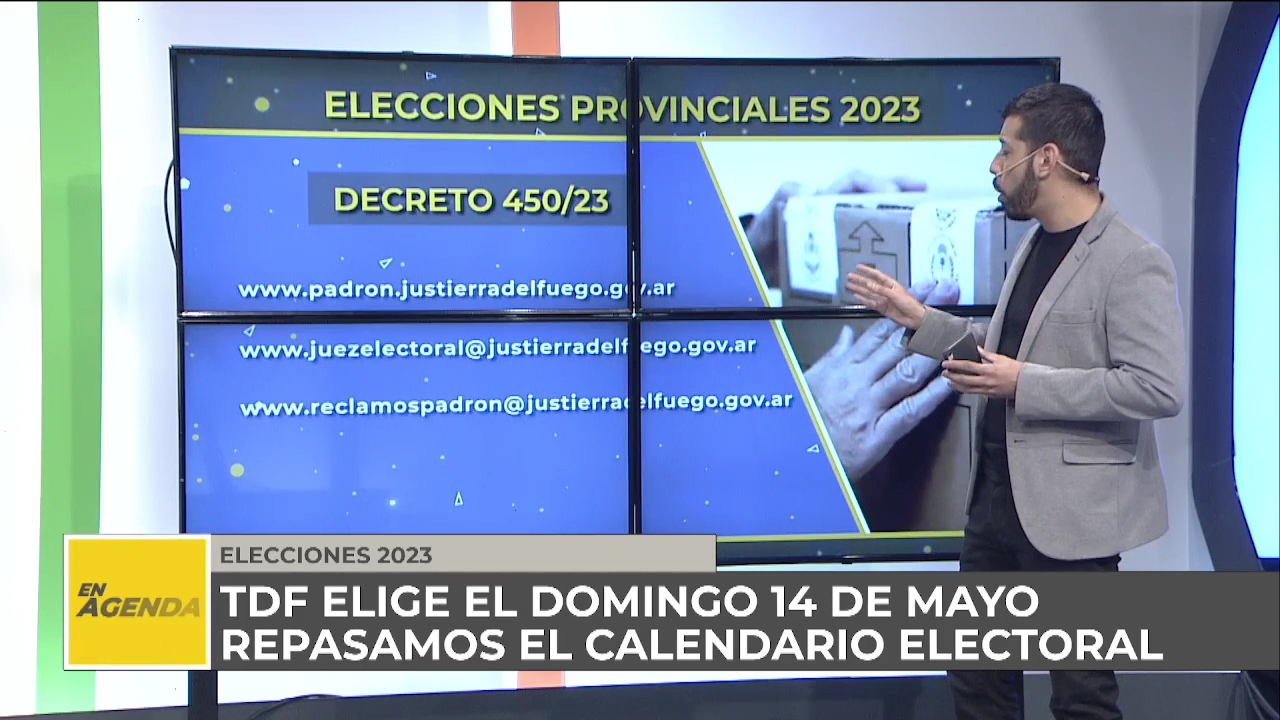 ELECCIONES PROVINCIALES 2023
DECRETO 450/23
www.padron.justierradelfuego.gov.ar
www.juezelectoral@justierradelfuego.gov.ar
www.reclamospadron@justierradelfuego.gov.ar
ELECCIONES 2023
EN AGENDA
TDF ELIGE EL DOMINGO 14 DE MAYO
REPASAMOS EL CALENDARIO ELECTORAL